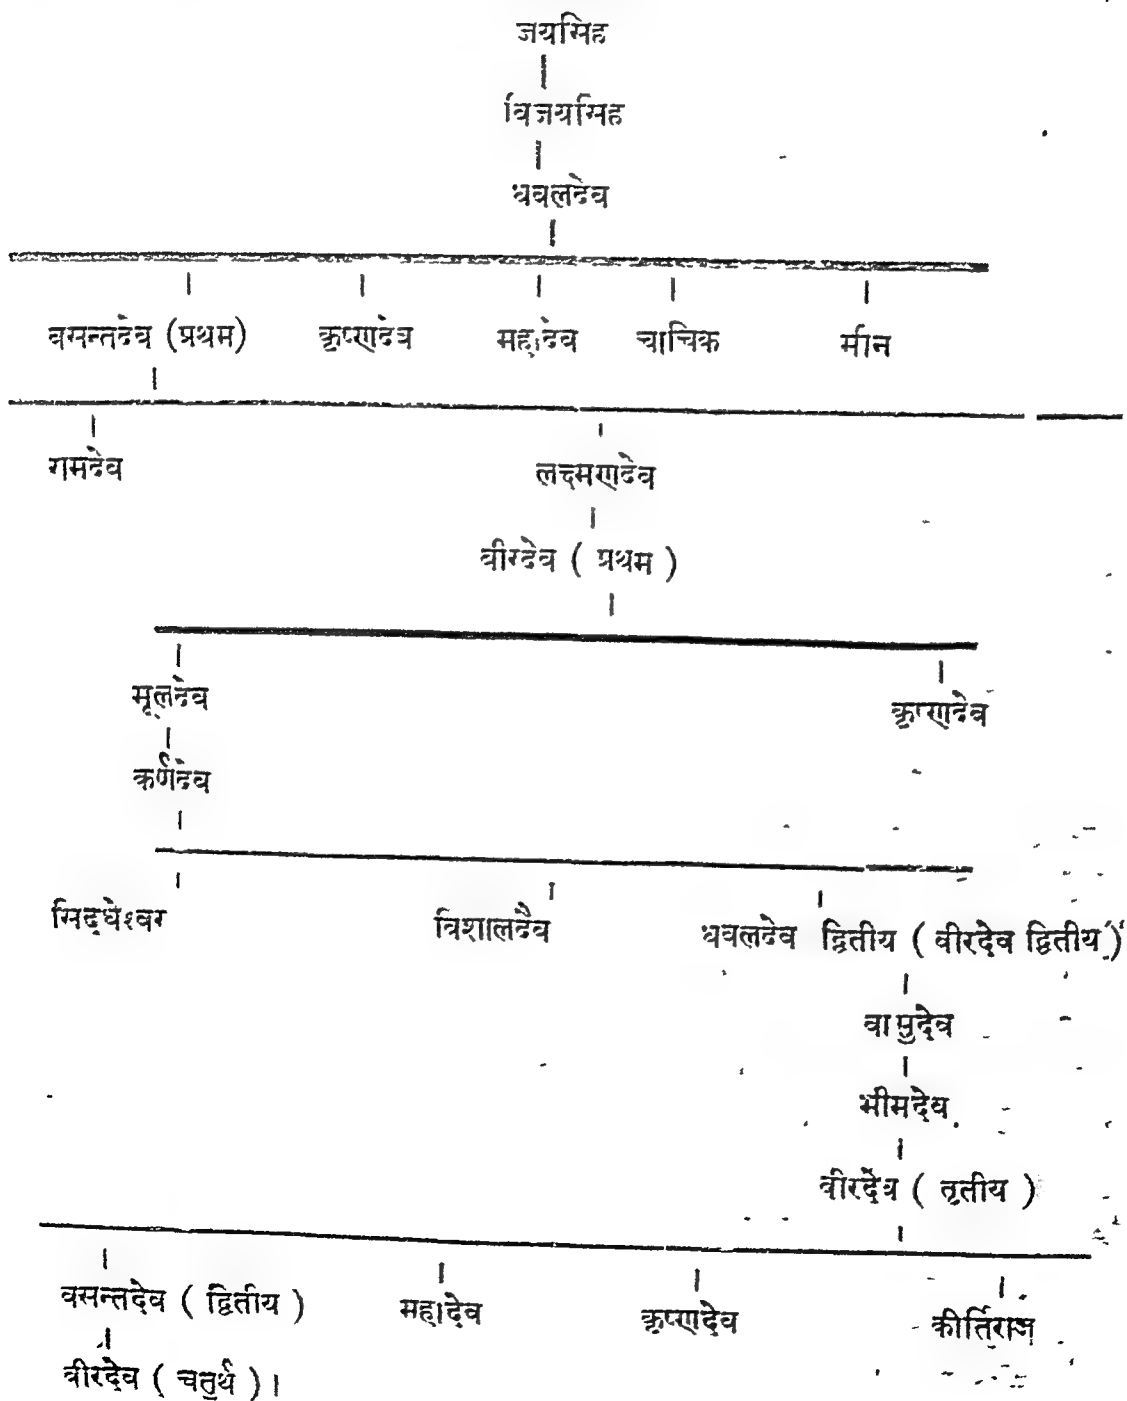 जयसिह
विजयसिह
धवलदेव
वसन्तदेव (प्रथम) कृष्णदेव महादेव चाचिक मीन
रामदेव लक्ष्मणदेव
वीरदेव ( प्रथम )
मूलदेव कृष्णदेव
कर्णदेव
सिद्धेश्वर विशालदेव धवलदेव द्वितीय ( वीरदेव द्वितीय )
वासुदेव
भीमदेव
वीरदेव ( तृतीय )
वसन्तदेव ( द्वितीय ) महादेव कृष्णदेव कीर्तिराज
वीरदेव ( चतुर्थ ) ।